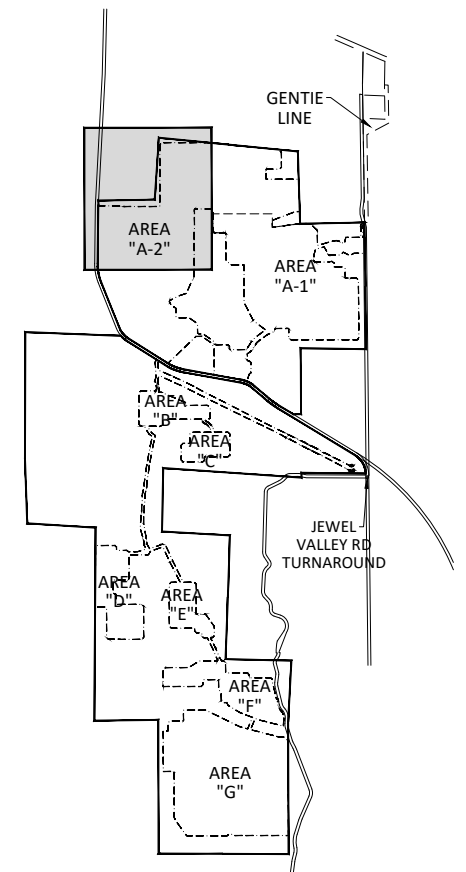 GENTIE
LINE
AREA
"A-2"
AREA
"A-1"
AREA
"B"
AREA
"C"
JEWEL
VALLEY RD
TURNAROUND
AREA
"D"
AREA
"E"
AREA
"F"
AREA
"G"